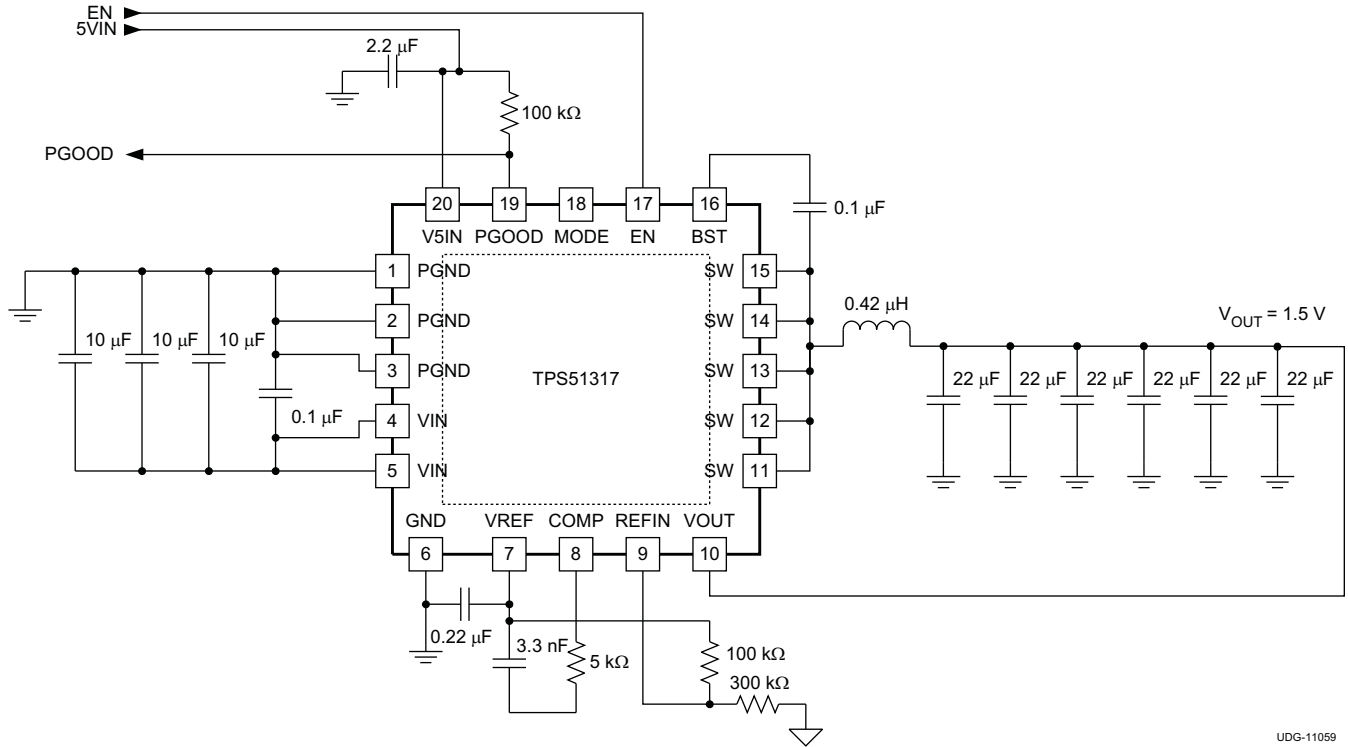 EN
5VIN
2.2 µF
100 kΩ
PGOOD
20 19 18 17 16
V5IN PGOOD MODE EN BST
0.1 µF
1 PGND
2 PGND
3 PGND
4 VIN
5 VIN
10 µF 10 µF 10 µF
0.1 µF
TPS51317
SW 15
SW 14
SW 13
SW 12
SW 11
0.42 µH
VOUT = 1.5 V
22 µF 22 µF 22 µF 22 µF 22 µF 22 µF
GND VREF COMP REFIN VOUT
6 7 8 9 10
0.22 µF
3.3 nF
5 kΩ
100 kΩ
300 kΩ
UDG-11059